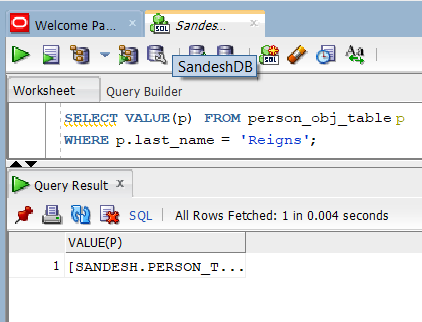 Welcome Pa...
Sandes...
SQL
SandeshDB
Worksheet
Query Builder
SELECT VALUE(p) FROM person_obj_table p
WHERE p.last_name = 'Reigns';
Query Result
SQL
All Rows Fetched: 1 in 0.004 seconds
VALUE(P)
1 [SANDESH.PERSON_T...